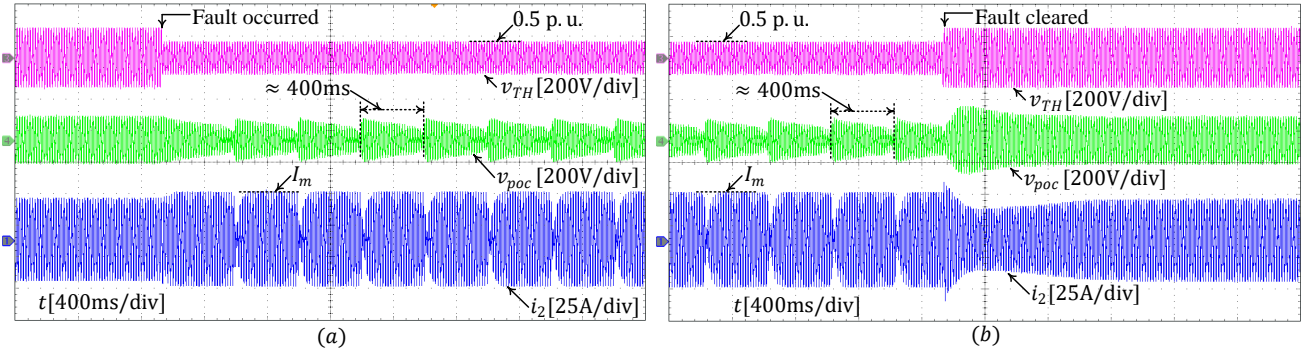 Fault occurred
0.5 p. u.
≈ 400ms
v_TH[200V/div]
v_poc[200V/div]
I_m
t[400ms/div]
i_2[25A/div]
(a)
0.5 p. u.
Fault cleared
≈ 400ms
v_TH[200V/div]
v_poc[200V/div]
I_m
t[400ms/div]
i_2[25A/div]
(b)